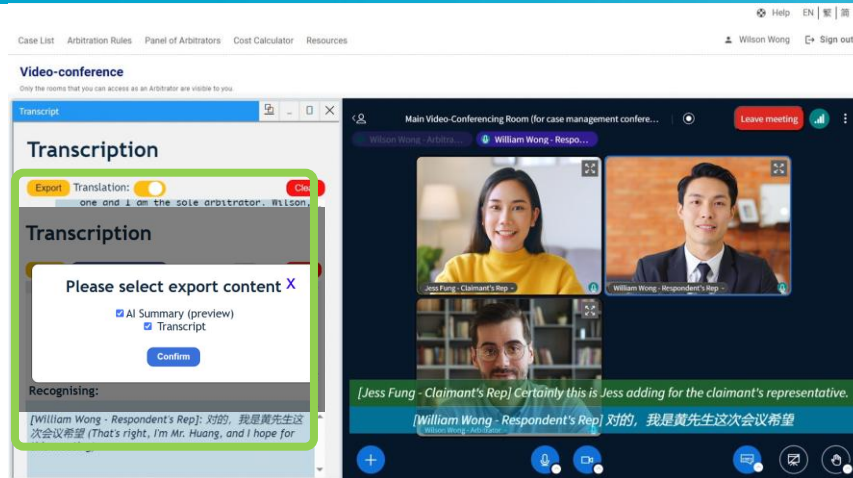 Help EN 繁 简
Case List Arbitration Rules Panel of Arbitrators Cost Calculator Resources
Wilson Wong Sign out
Video-conference
Only the rooms that you can access as an Arbitrator are visible to you.
Transcript
Main Video-Conferencing Room (for case management confere...
Leave meeting
Wilson Wong - Arbitra...
William Wong - Respo...
Transcription
Export Translation:
one and I am the sole arbitrator. Wilson,
Transcription
Please select export content X
AI Summary (preview)
Transcript
Confirm
Recognising:
[William Wong - Respondent's Rep]: 对的，我是黄先生这
次会议希望 (That's right, I'm Mr. Huang, and I hope for
Jess Fung - Claimant's Rep
William Wong - Respondent's Rep
[Jess Fung - Claimant's Rep] Certainly this is Jess adding for the claimant's representative.
[William Wong - Respondent's Rep] 对的，我是黄先生这次会议希望
Wilson Wong - Arbitrator